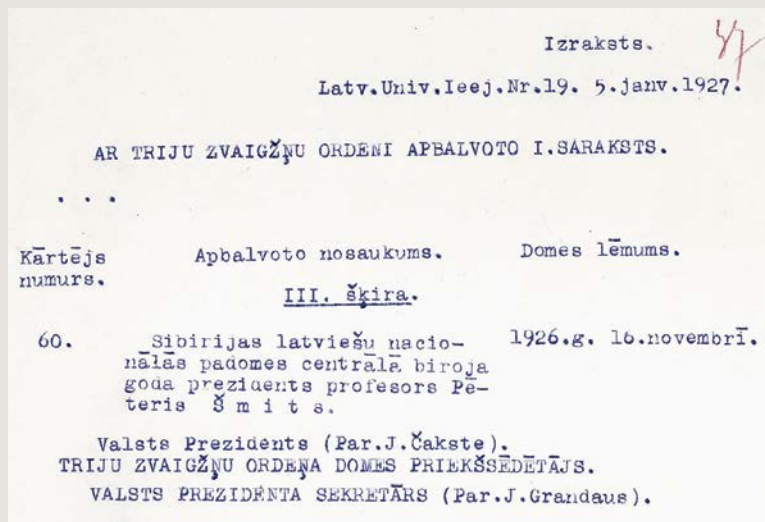 Izraksts.
47
Latv.Univ.Ieej.Nr.19. 5.janv.1927.
AR TRIJU ZVAIGŽŅU ORDENI APBALVOTO I.SARAKSTS.
...
Kārtējs numurs.
Apbalvoto nosaukums.
Domes lēmums.
III. šķira.
60.
Sibirijas latviešu nacio-
nālās padomes centrālā biroja
goda prezidents profesors Pē-
teris Š m i t s.
1926.g. 16.novembrī.
Valsts Prezidents (Par.J.Čakste).
TRIJU ZVAIGŽŅU ORDEŅA DOMES PRIEKŠSĒDĒTĀJS.
VALSTS PREZIDENTA SEKRETĀRS (Par.J.Grandaus).